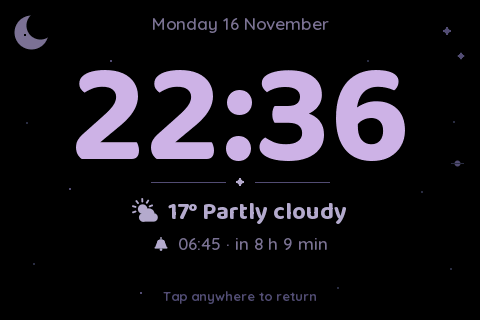 Monday 16 November
22:36
17° Partly cloudy
06:45 · in 8 h 9 min
Tap anywhere to return